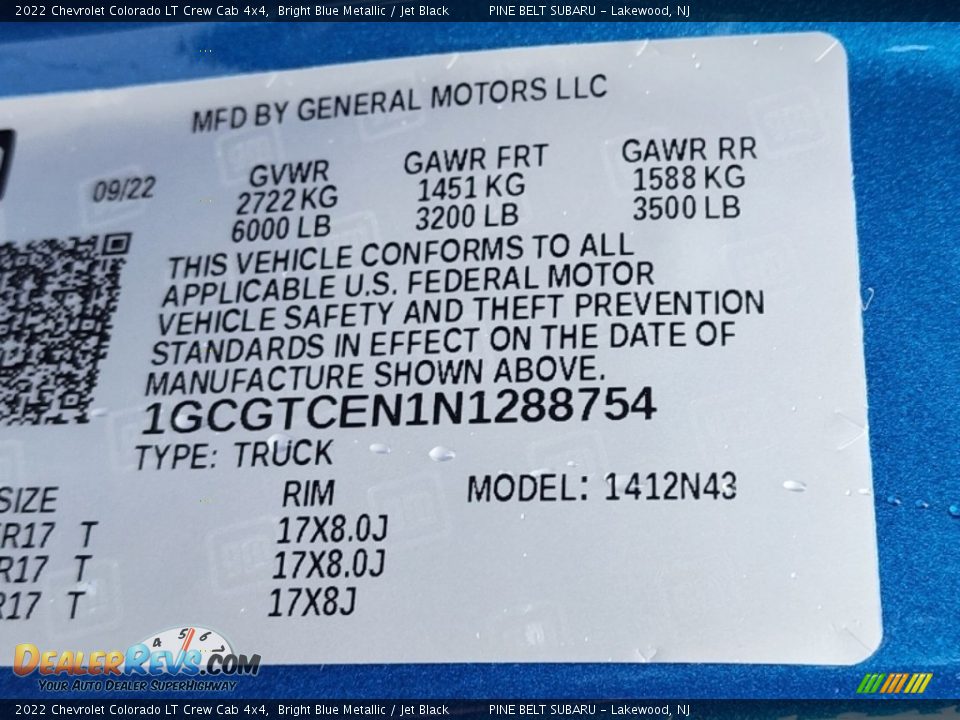 2022 Chevrolet Colorado LT Crew Cab 4x4, Bright Blue Metallic / Jet Black PINE BELT SUBARU - Lakewood, NJ
MFD BY GENERAL MOTORS LLC
09/22 GVWR GAWR FRT GAWR RR
2722 KG 1451 KG 1588 KG
6000 LB 3200 LB 3500 LB
THIS VEHICLE CONFORMS TO ALL
APPLICABLE U.S. FEDERAL MOTOR
VEHICLE SAFETY AND THEFT PREVENTION
STANDARDS IN EFFECT ON THE DATE OF
MANUFACTURE SHOWN ABOVE.
1GCGTCEN1N1288754
TYPE: TRUCK
SIZE RIM MODEL: 1412N43
R17 T 17X8.0J
R17 T 17X8.0J
R17 T 17X8J
4 5 6 7
DEALERREVS.COM
YOUR AUTO DEALER SUPERHIGHWAY
2022 Chevrolet Colorado LT Crew Cab 4x4, Bright Blue Metallic / Jet Black PINE BELT SUBARU - Lakewood, NJ